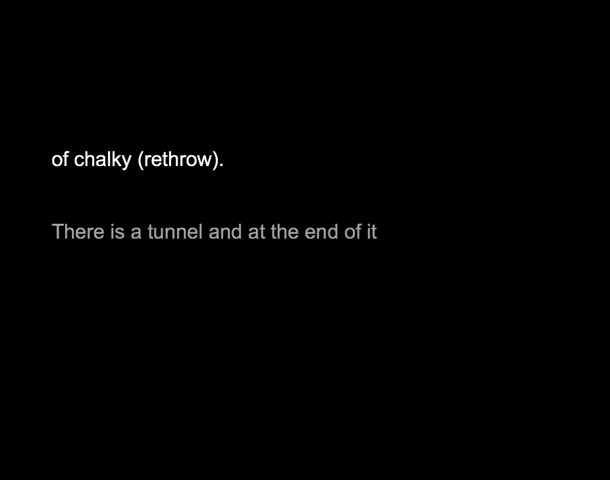 of chalky (rethrow).
There is a tunnel and at the end of it